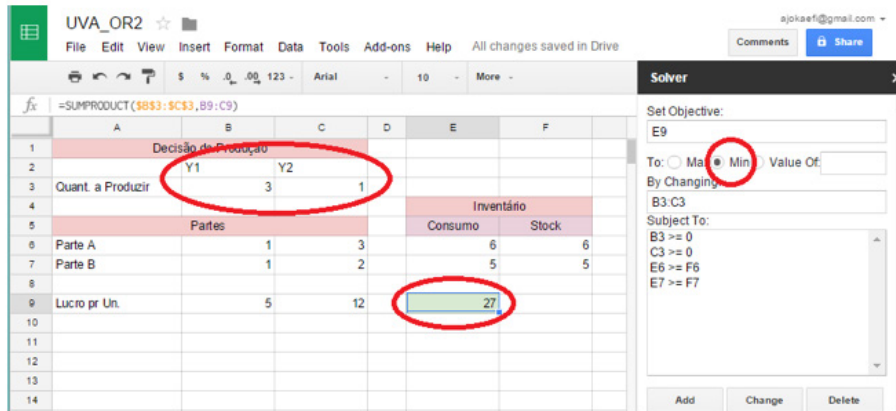 UVA_OR2
ajokaefi@gmail.com
File Edit View Insert Format Data Tools Add-ons Help All changes saved in Drive
Comments Share
$ % .0 .00 123 - Arial - 10 - More -
Solver
fx =SUMPRODUCT($B$3:$C$3,B9:C9)
Set Objective:
E9
A B C D E F
1 Decisão de Produção
To: Ma Min Value Of:
2 Y1 Y2
By Changing
3 Quant. a Produzir 3 1
B3:C3
4 Inventário
Subject To:
5 Partes Consumo Stock
B3 >= 0
6 Parte A 1 3 6 6
C3 >= 0
7 Parte B 1 2 5 5
E6 >= F6
E7 >= F7
8
9 Lucro pr Un. 5 12 27
10
11
12
13
14
Add Change Delete